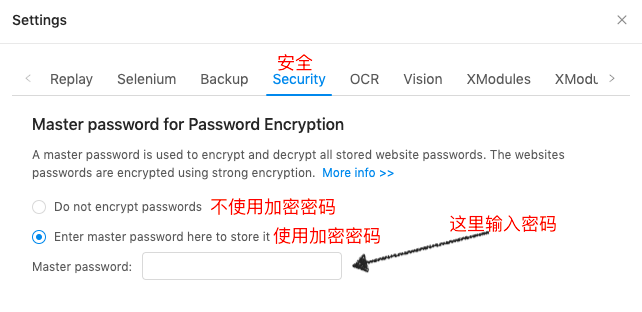 Settings
安全
Replay Selenium Backup Security OCR Vision XModules XModu
Master password for Password Encryption
A master password is used to encrypt and decrypt all stored website passwords. The websites
passwords are encrypted using strong encryption. More info >>
Do not encrypt passwords 不使用加密密码
Enter master password here to store it 使用加密密码
这里输入密码
Master password: